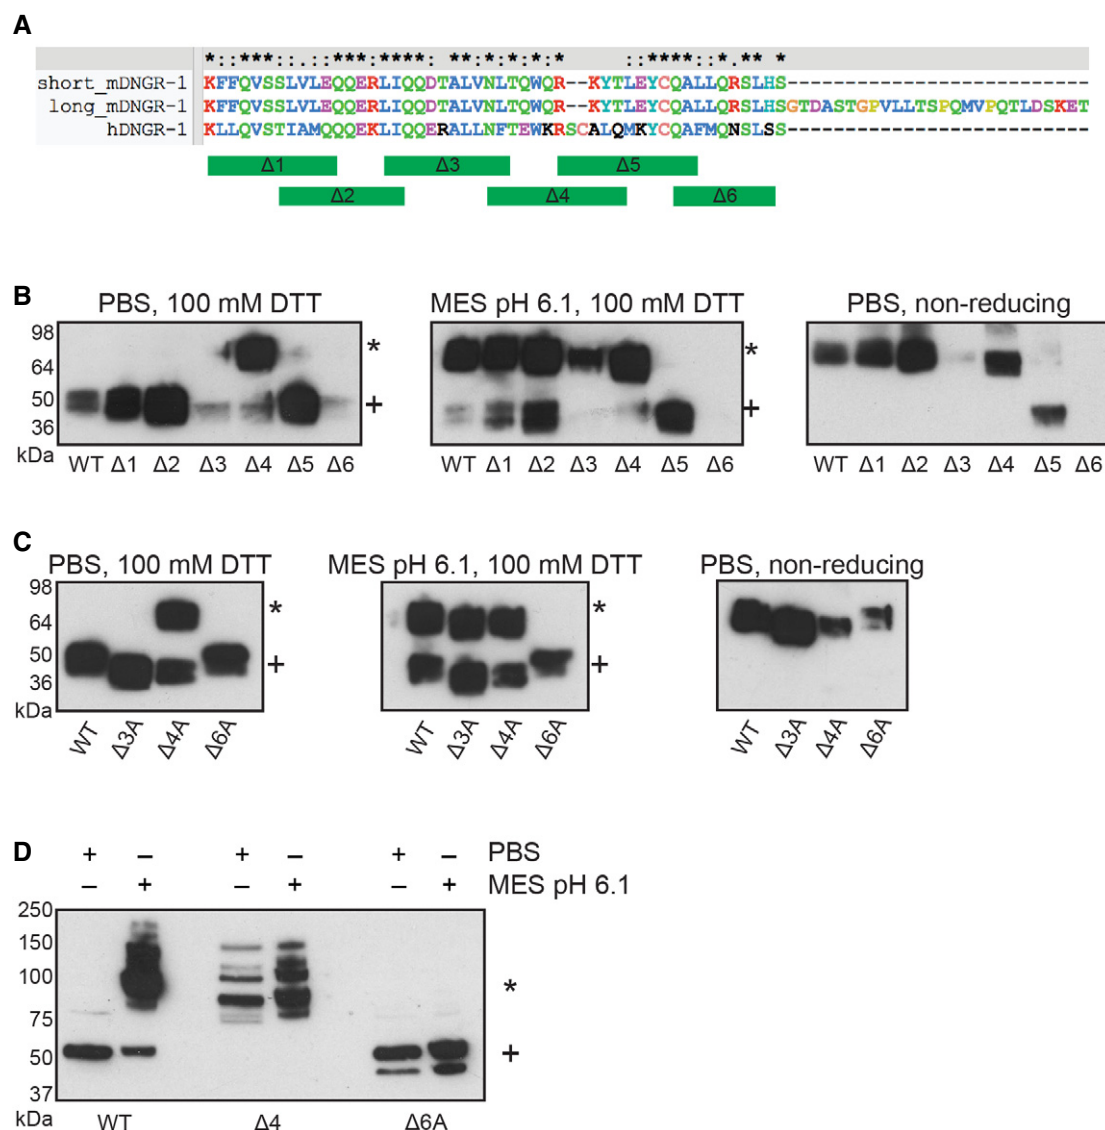 A
*::***::.::***:****: **:*:*:*:*     ::****::*.** *
short_mDNGR-1 KFFQVSSLVLEQQERLIQQDTALVNLTQWQR--KYTLEYCQALLQRSLHS--------------------------
long_mDNGR-1 KFFQVSSLVLEQQERLIQQDTALVNLTQWQR--KYTLEYCQALLQRSLHSGTDASTGPVLLTSPQMVPQTLDSKET
hDNGR-1 KLLQVSTIAMQQQEKLIQQERALLNFTEWKRSCALQMKYCQAFMQNSLSS--------------------------
Δ1 Δ3 Δ5
Δ2 Δ4 Δ6
B
PBS, 100 mM DTT MES pH 6.1, 100 mM DTT PBS, non-reducing
98
64
50
36
kDa
* +
* +
WT Δ1 Δ2 Δ3 Δ4 Δ5 Δ6 WT Δ1 Δ2 Δ3 Δ4 Δ5 Δ6 WT Δ1 Δ2 Δ3 Δ4 Δ5 Δ6
C
PBS, 100 mM DTT MES pH 6.1, 100 mM DTT PBS, non-reducing
98
64
50
36
kDa
* +
* +
WT Δ3A Δ4A Δ6A WT Δ3A Δ4A Δ6A WT Δ3A Δ4A Δ6A
D
+ – + – + – PBS
– + – + – + MES pH 6.1
250
150
100
75
50
37
kDa
*
+
WT Δ4 Δ6A